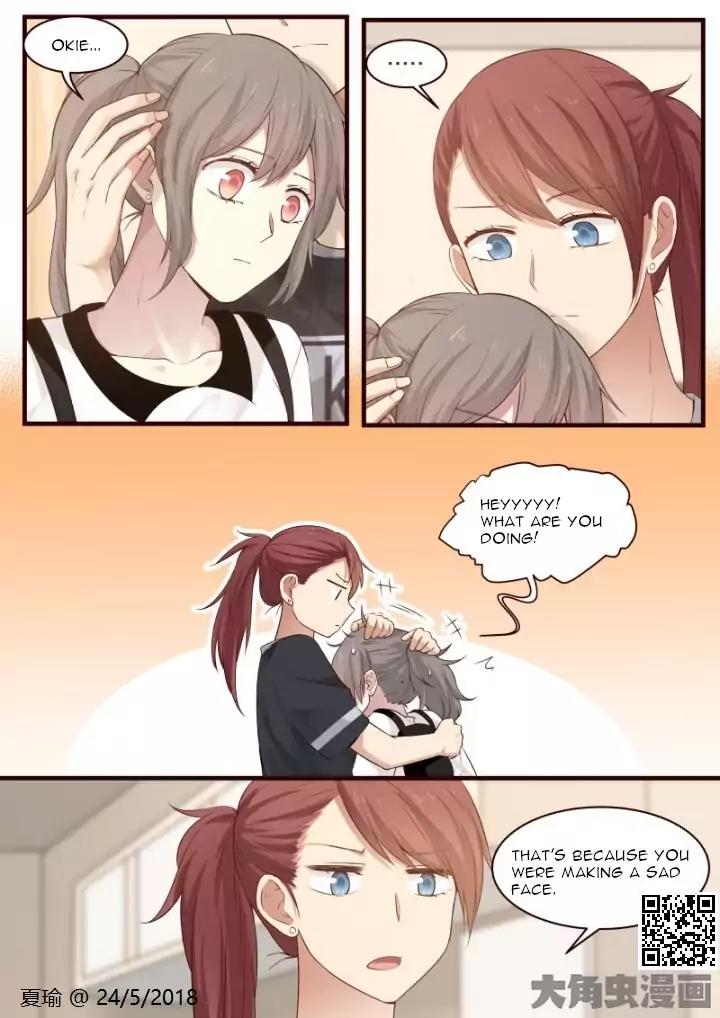 OKIE...
.....
HEYYYYY!
WHAT ARE YOU
DOING!
THAT'S BECAUSE YOU
WERE MAKING A SAD
FACE.
大角虫漫画
夏瑜 @ 24/5/2018